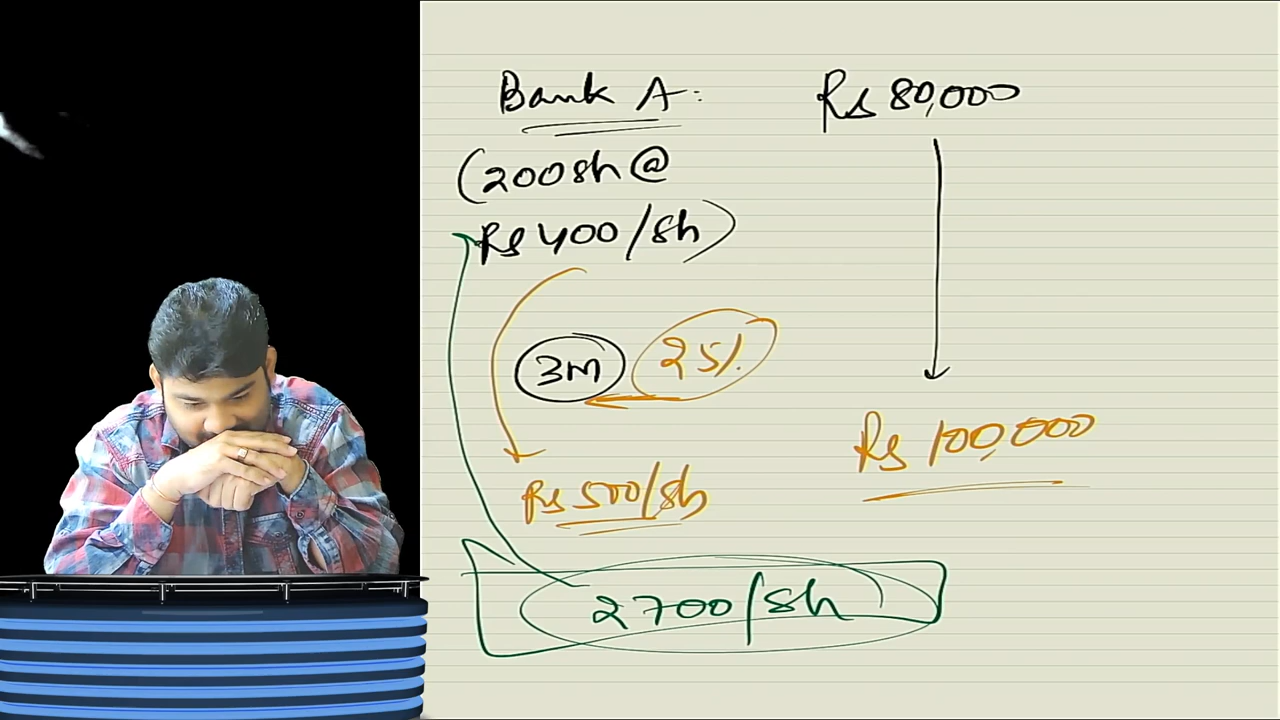 Bank A:
Rs 80,000
(200sh @
Rs 400/sh)
3m
25%
Rs 100,000
Rs 500/sh
2700/sh